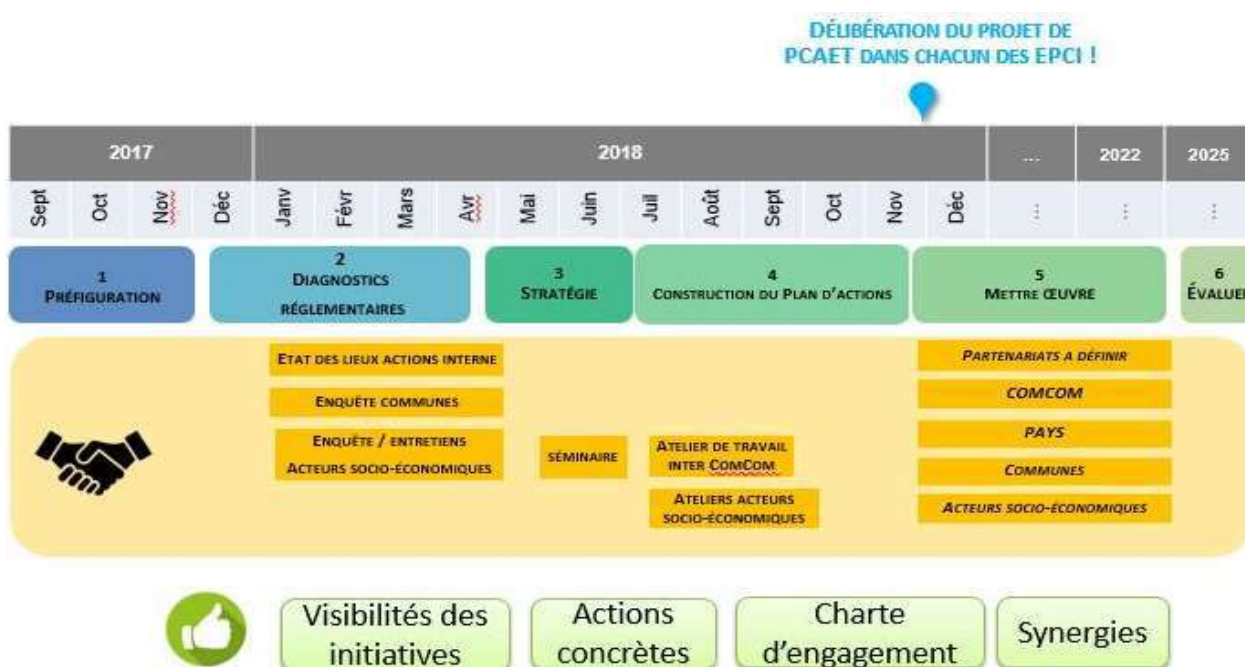 DÉLIBÉRATION DU PROJET DE
PCAET DANS CHACUN DES EPCI !
2017 2018 ... 2022 2025
Sept Oct Nov Déc Janv Févr Mars Avr Mai Juin Juil Août Sept Oct Nov Déc ... ... ...
1
PRÉFIGURATION
2
DIAGNOSTICS
RÉGLEMENTAIRES
3
STRATÉGIE
4
CONSTRUCTION DU PLAN D'ACTIONS
5
METTRE ŒUVRE
6
ÉVALUER
ETAT DES LIEUX ACTIONS INTERNE
ENQUÊTE COMMUNES
ENQUÊTE / ENTRETIENS
ACTEURS SOCIO-ÉCONOMIQUES
SÉMINAIRE
ATELIER DE TRAVAIL
INTER COMCOM
ATELIERS ACTEURS
SOCIO-ÉCONOMIQUES
PARTENARIATS A DÉFINIR
COMCOM
PAYS
COMMUNES
ACTEURS SOCIO-ÉCONOMIQUES
Visibilités des
initiatives
Actions
concrètes
Charte
d'engagement
Synergies